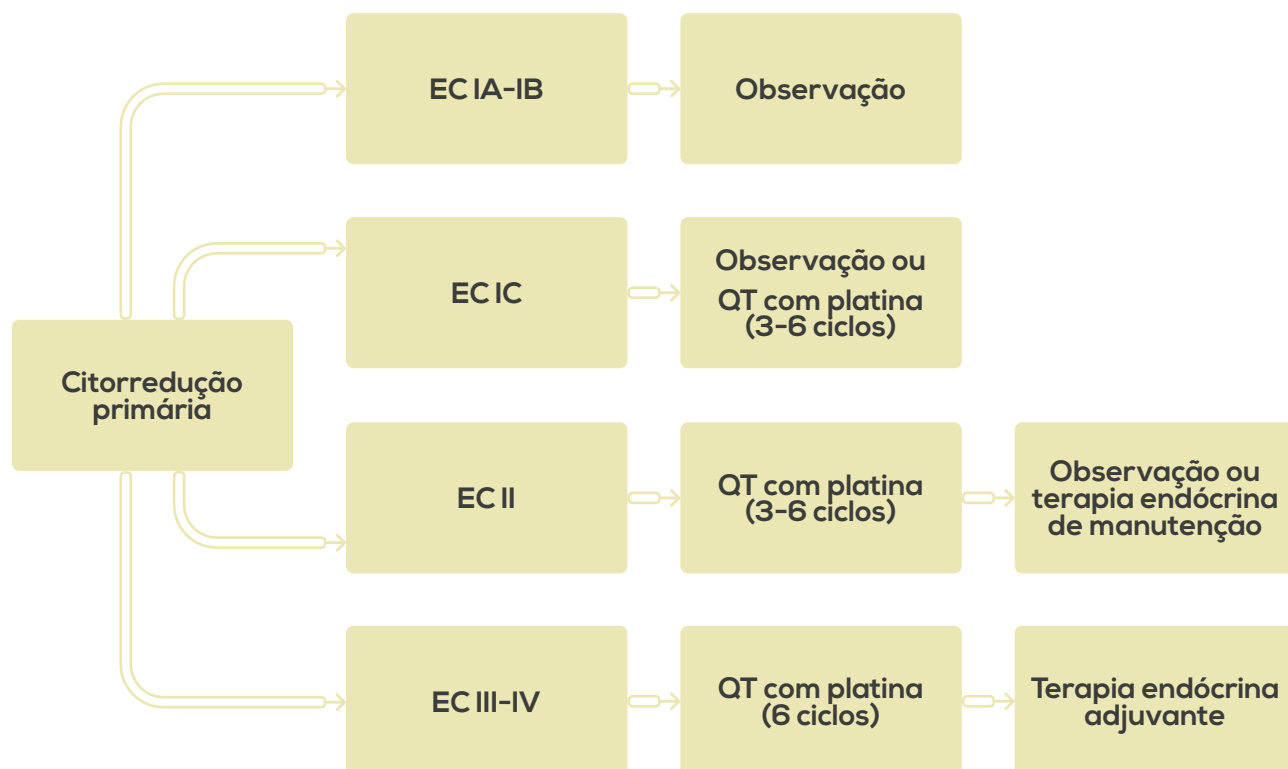 EC IA-IB
Observação
EC IC
Observação ou
QT com platina
(3-6 ciclos)
Citorredução
primária
EC II
QT com platina
(3-6 ciclos)
Observação ou
terapia endócrina
de manutenção
EC III-IV
QT com platina
(6 ciclos)
Terapia endócrina
adjuvante